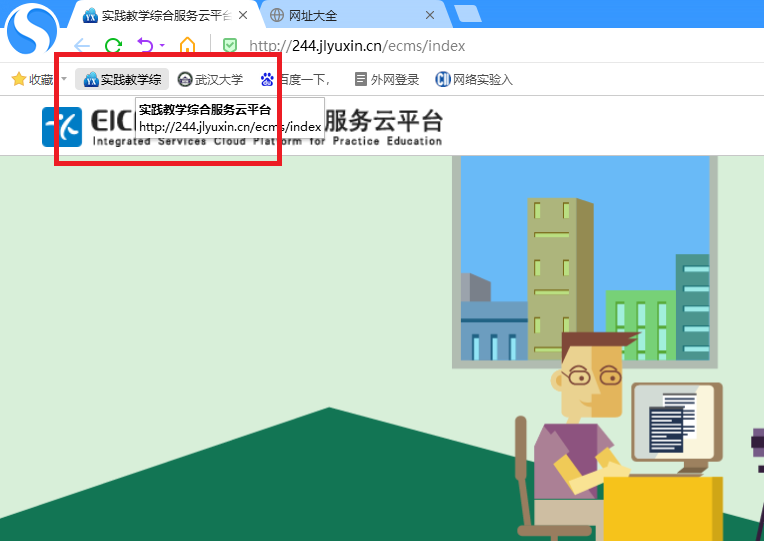 实践教学综合服务云平台
网址大全
http://244.jlyuxin.cn/ecms/index
收藏 实践教学综 武汉大学 百度一下， 外网登录 网络实验入
实践教学综合服务云平台
http://244.jlyuxin.cn/ecms/index
服务云平台
Integrated Services Cloud Platform for Practice Education